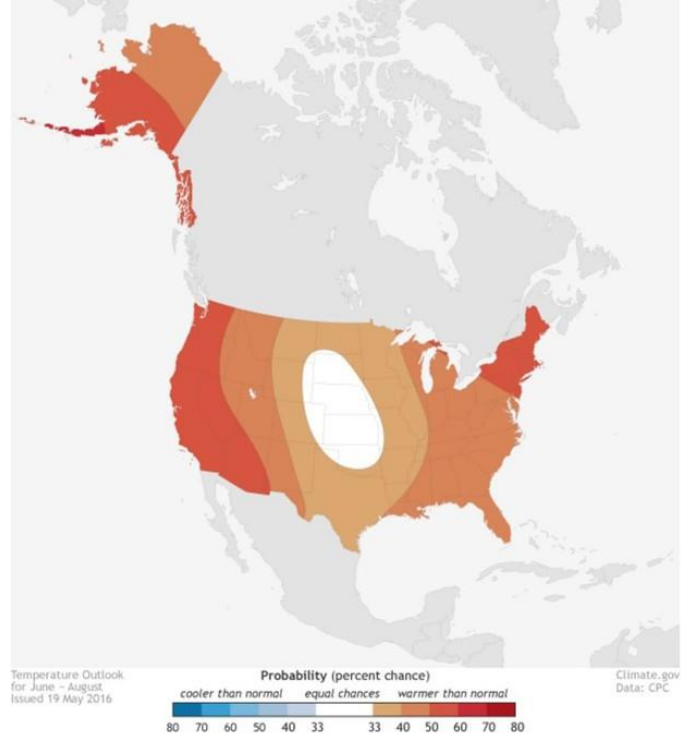 Temperature Outlook
for June - August
Issued 19 May 2016
Probability (percent chance)
cooler than normal equal chances warmer than normal
80 70 60 50 40 33 33 40 50 60 70 80
Climate.gov
Data: CPC